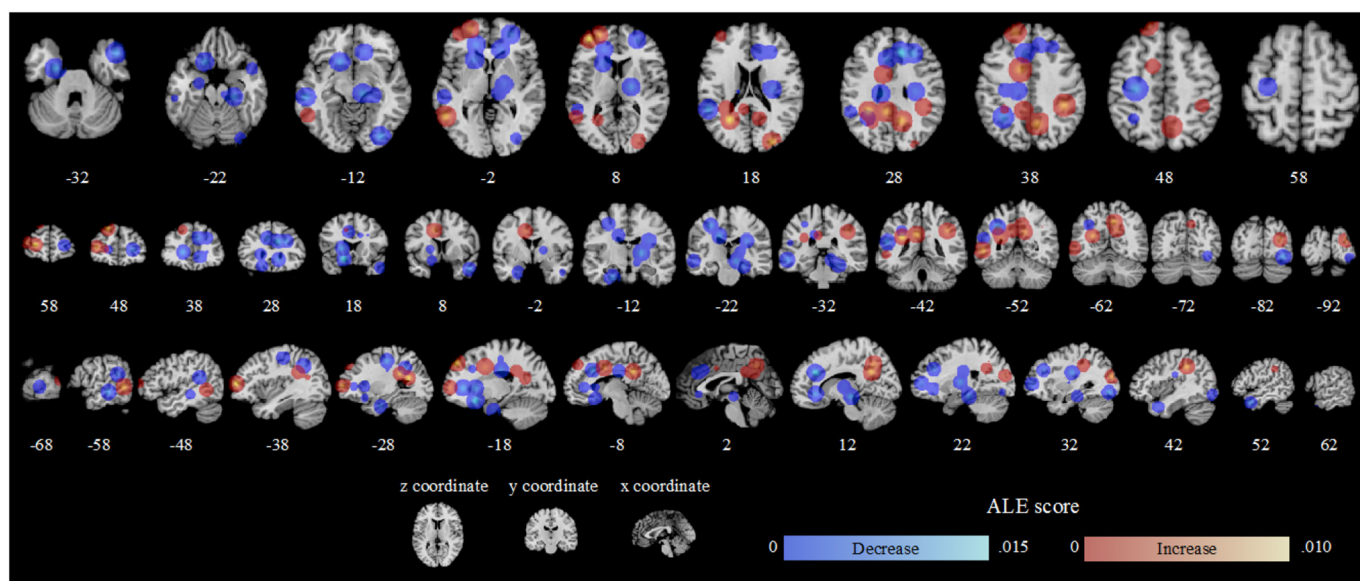 -32 -22 -12 -2 8 18 28 38 48 58
58 48 38 28 18 8 -2 -12 -22 -32 -42 -52 -62 -72 -82 -92
-68 -58 -48 -38 -28 -18 -8 2 12 22 32 42 52 62
z coordinate y coordinate x coordinate
ALE score
0 Decrease .015 0 Increase .010